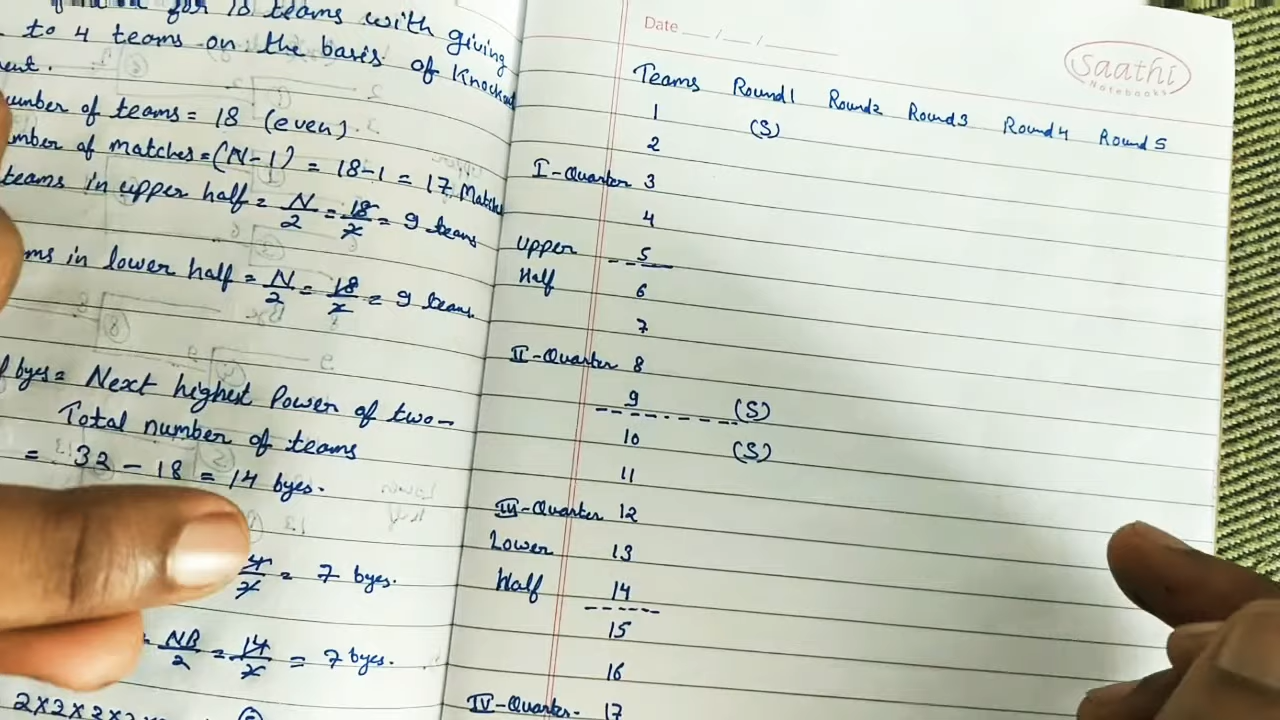 for 18 teams with giving
to 4 teams on the basis of Knockout
ent.
umber of teams = 18 (even).
mber of matches = (N-1) = 18-1 = 17 Matches
teams in upper half = N/2 = 18/2 = 9 teams
ms in lower half = N/2 = 18/2 = 9 teams.
f byes = Next highest Power of two-
Total number of teams
= 32 - 18 = 14 byes.
= 7 byes.
NB/2 = 14/2 = 7 byes.
2x2x2x2x
Date __/__/____
Saathi
Notebooks
Teams Round1 Round2 Round3 Round4 Round5
1 (S)
2
I-Quarter 3
4
upper 5
Half 6
7
II-Quarter 8
9 (S)
10 (S)
11
III-Quarter 12
Lower 13
Half 14
15
16
IV-Quarter- 17